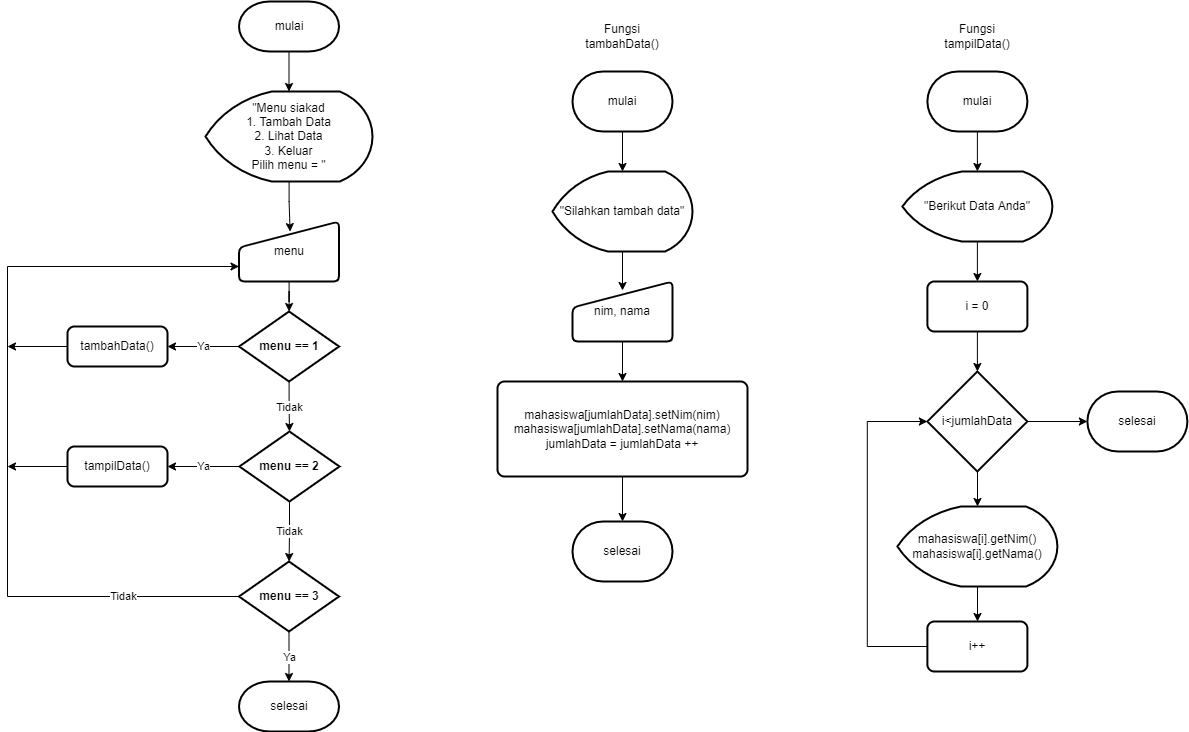 mulai
"Menu siakad
1. Tambah Data
2. Lihat Data
3. Keluar
Pilih menu = "
menu
menu == 1
Ya
tambahData()
Tidak
menu == 2
Ya
tampilData()
Tidak
menu == 3
Tidak
Ya
selesai
Fungsi
tambahData()
mulai
"Silahkan tambah data"
nim, nama
mahasiswa[jumlahData].setNim(nim)
mahasiswa[jumlahData].setNama(nama)
jumlahData = jumlahData ++
selesai
Fungsi
tampilData()
mulai
"Berikut Data Anda"
i = 0
i<jumlahData
selesai
mahasiswa[i].getNim()
mahasiswa[i].getNama()
i++